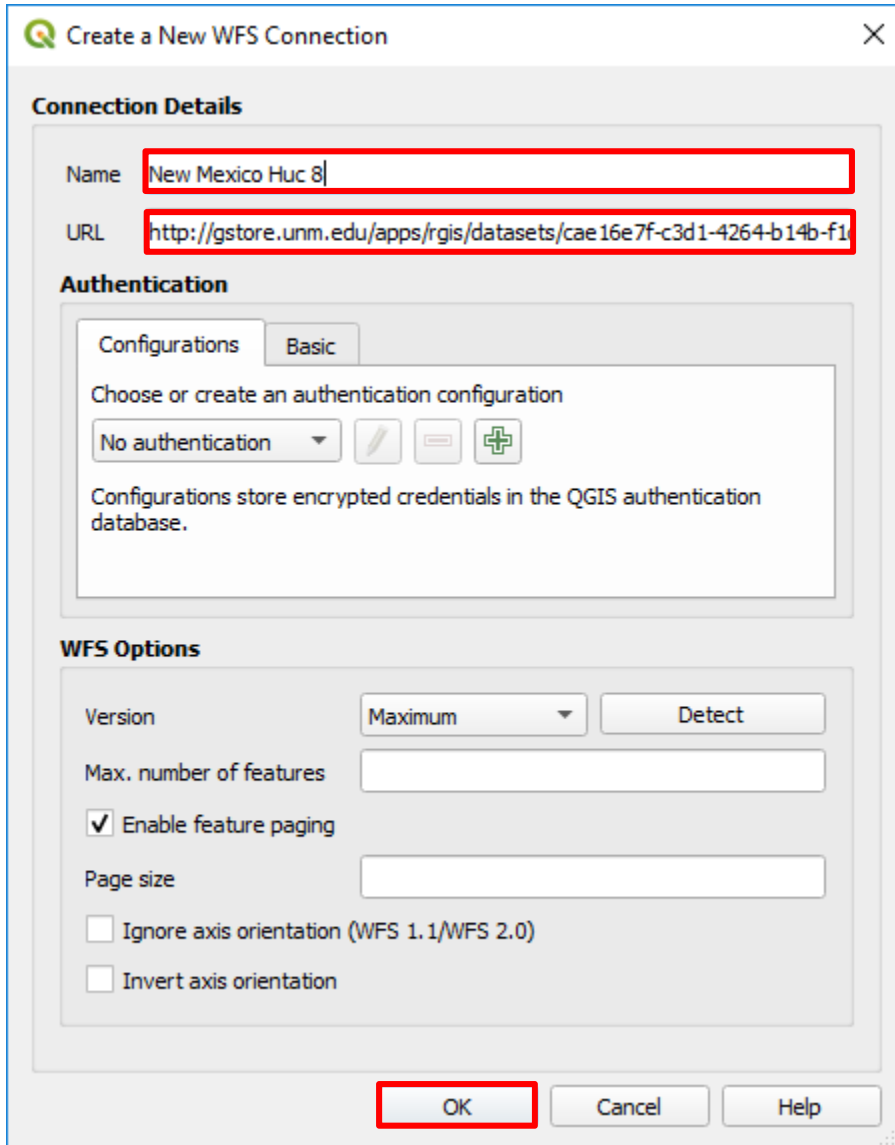 Create a New WFS Connection
Connection Details
Name New Mexico Huc 8
URL http://gstore.unm.edu/apps/rgis/datasets/cae16e7f-c3d1-4264-b14b-f1
Authentication
Configurations Basic
Choose or create an authentication configuration
No authentication
Configurations store encrypted credentials in the QGIS authentication
database.
WFS Options
Version Maximum Detect
Max. number of features
Enable feature paging
Page size
Ignore axis orientation (WFS 1.1/WFS 2.0)
Invert axis orientation
OK Cancel Help